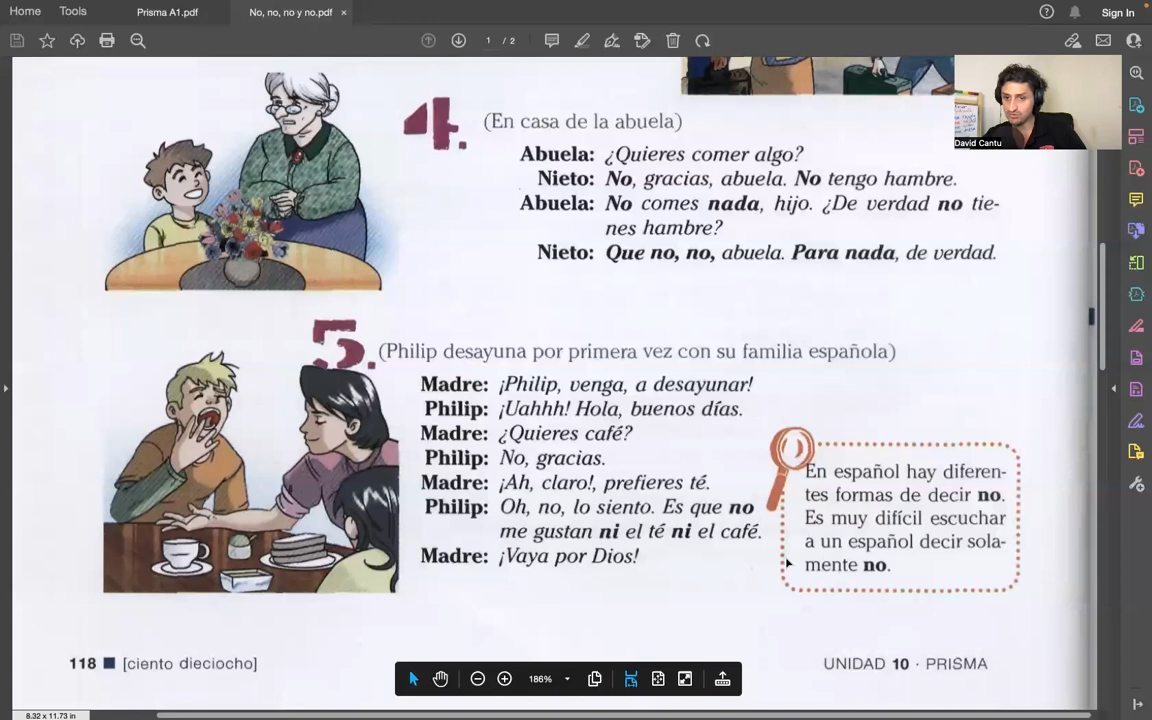 Home Tools Prisma A1.pdf No, no, no y no.pdf × Sign In
1 / 2
David Cantu
4. (En casa de la abuela)
Abuela: ¿Quieres comer algo?
Nieto: No, gracias, abuela. No tengo hambre.
Abuela: No comes nada, hijo. ¿De verdad no tie-
nes hambre?
Nieto: Que no, no, abuela. Para nada, de verdad.
5. (Philip desayuna por primera vez con su familia española)
Madre: ¡Philip, venga, a desayunar!
Philip: ¡Uahhh! Hola, buenos días.
Madre: ¿Quieres café?
Philip: No, gracias.
Madre: ¡Ah, claro!, prefieres té.
Philip: Oh, no, lo siento. Es que no
me gustan ni el té ni el café.
Madre: ¡Vaya por Dios!
En español hay diferen-
tes formas de decir no.
Es muy difícil escuchar
a un español decir sola-
mente no.
118 [ciento dieciocho]
UNIDAD 10 · PRISMA
186%
8.32 x 11.73 in